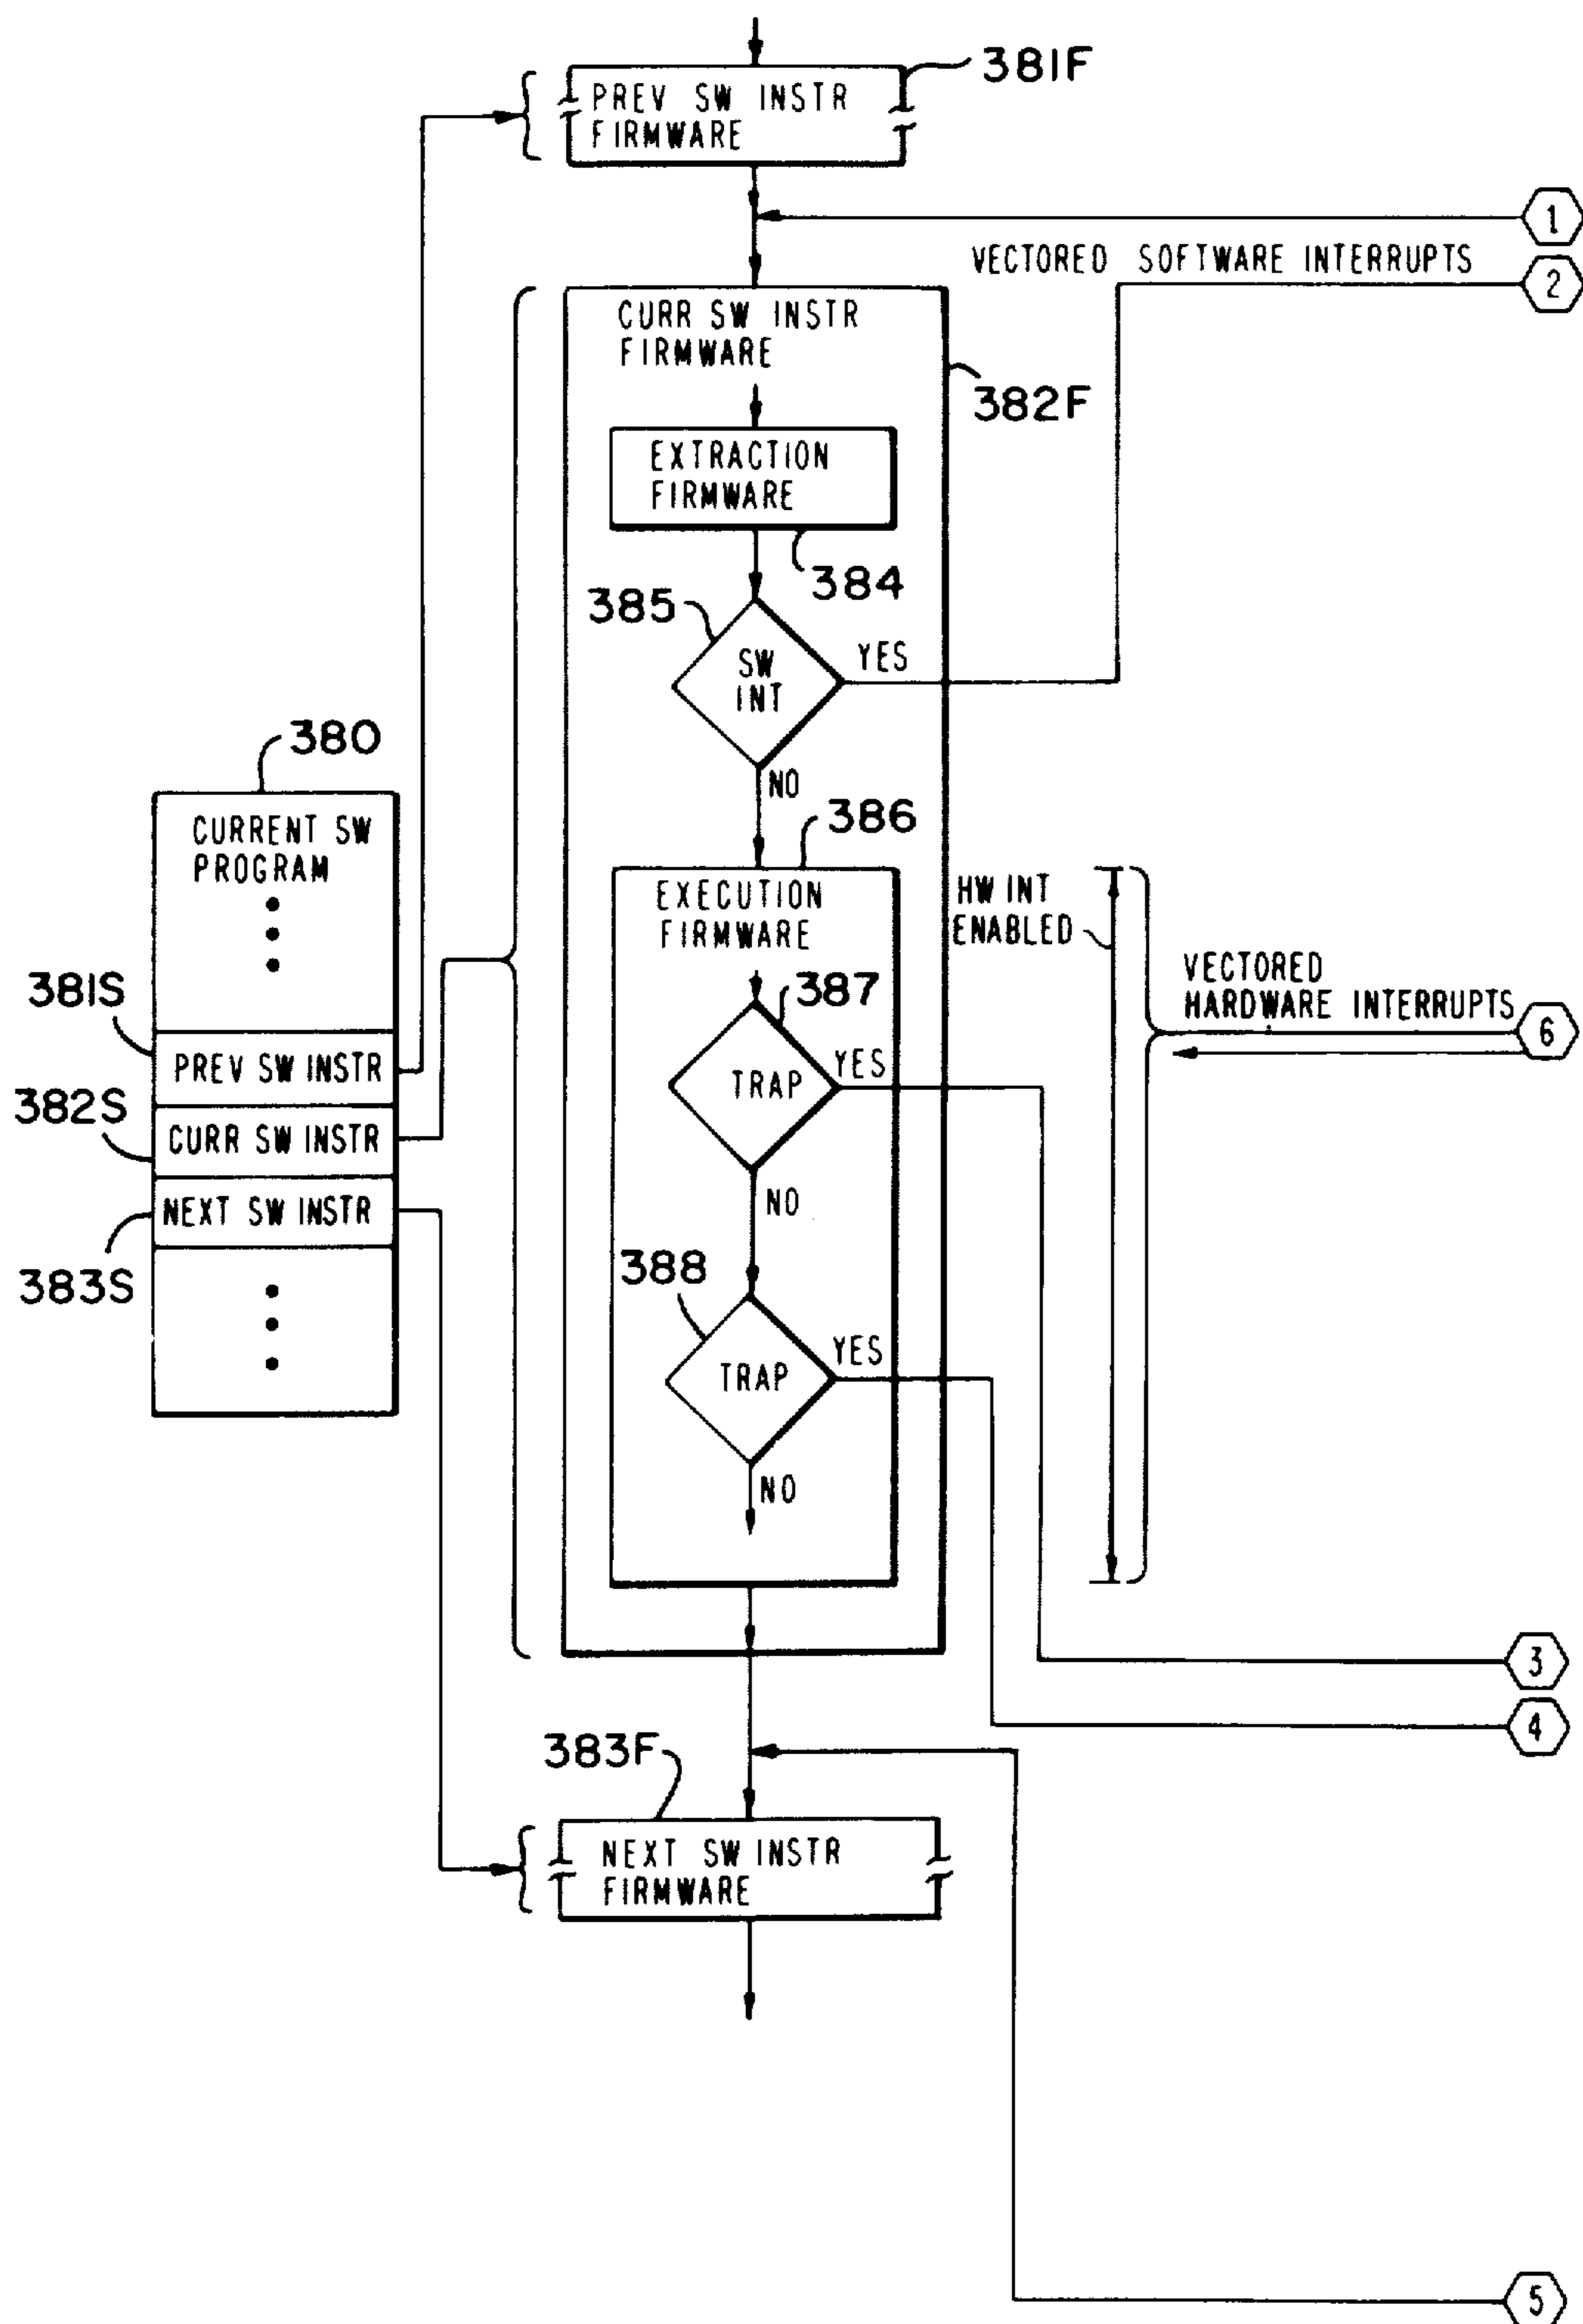 381F
PREV SW INSTR
FIRMWARE
1
VECTORED SOFTWARE INTERRUPTS
2
CURR SW INSTR
FIRMWARE
382F
EXTRACTION
FIRMWARE
384
385
SW
INT
YES
NO
380
CURRENT SW
PROGRAM
386
EXECUTION
FIRMWARE
HW INT
ENABLED
VECTORED
HARDWARE INTERRUPTS
6
381S
PREV SW INSTR
382S
CURR SW INSTR
NEXT SW INSTR
383S
387
TRAP
YES
NO
388
TRAP
YES
NO
3
4
383F
NEXT SW INSTR
FIRMWARE
5